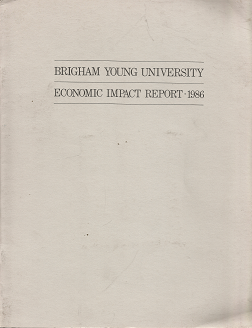 BRIGHAM YOUNG UNIVERSITY
ECONOMIC IMPACT REPORT · 1986